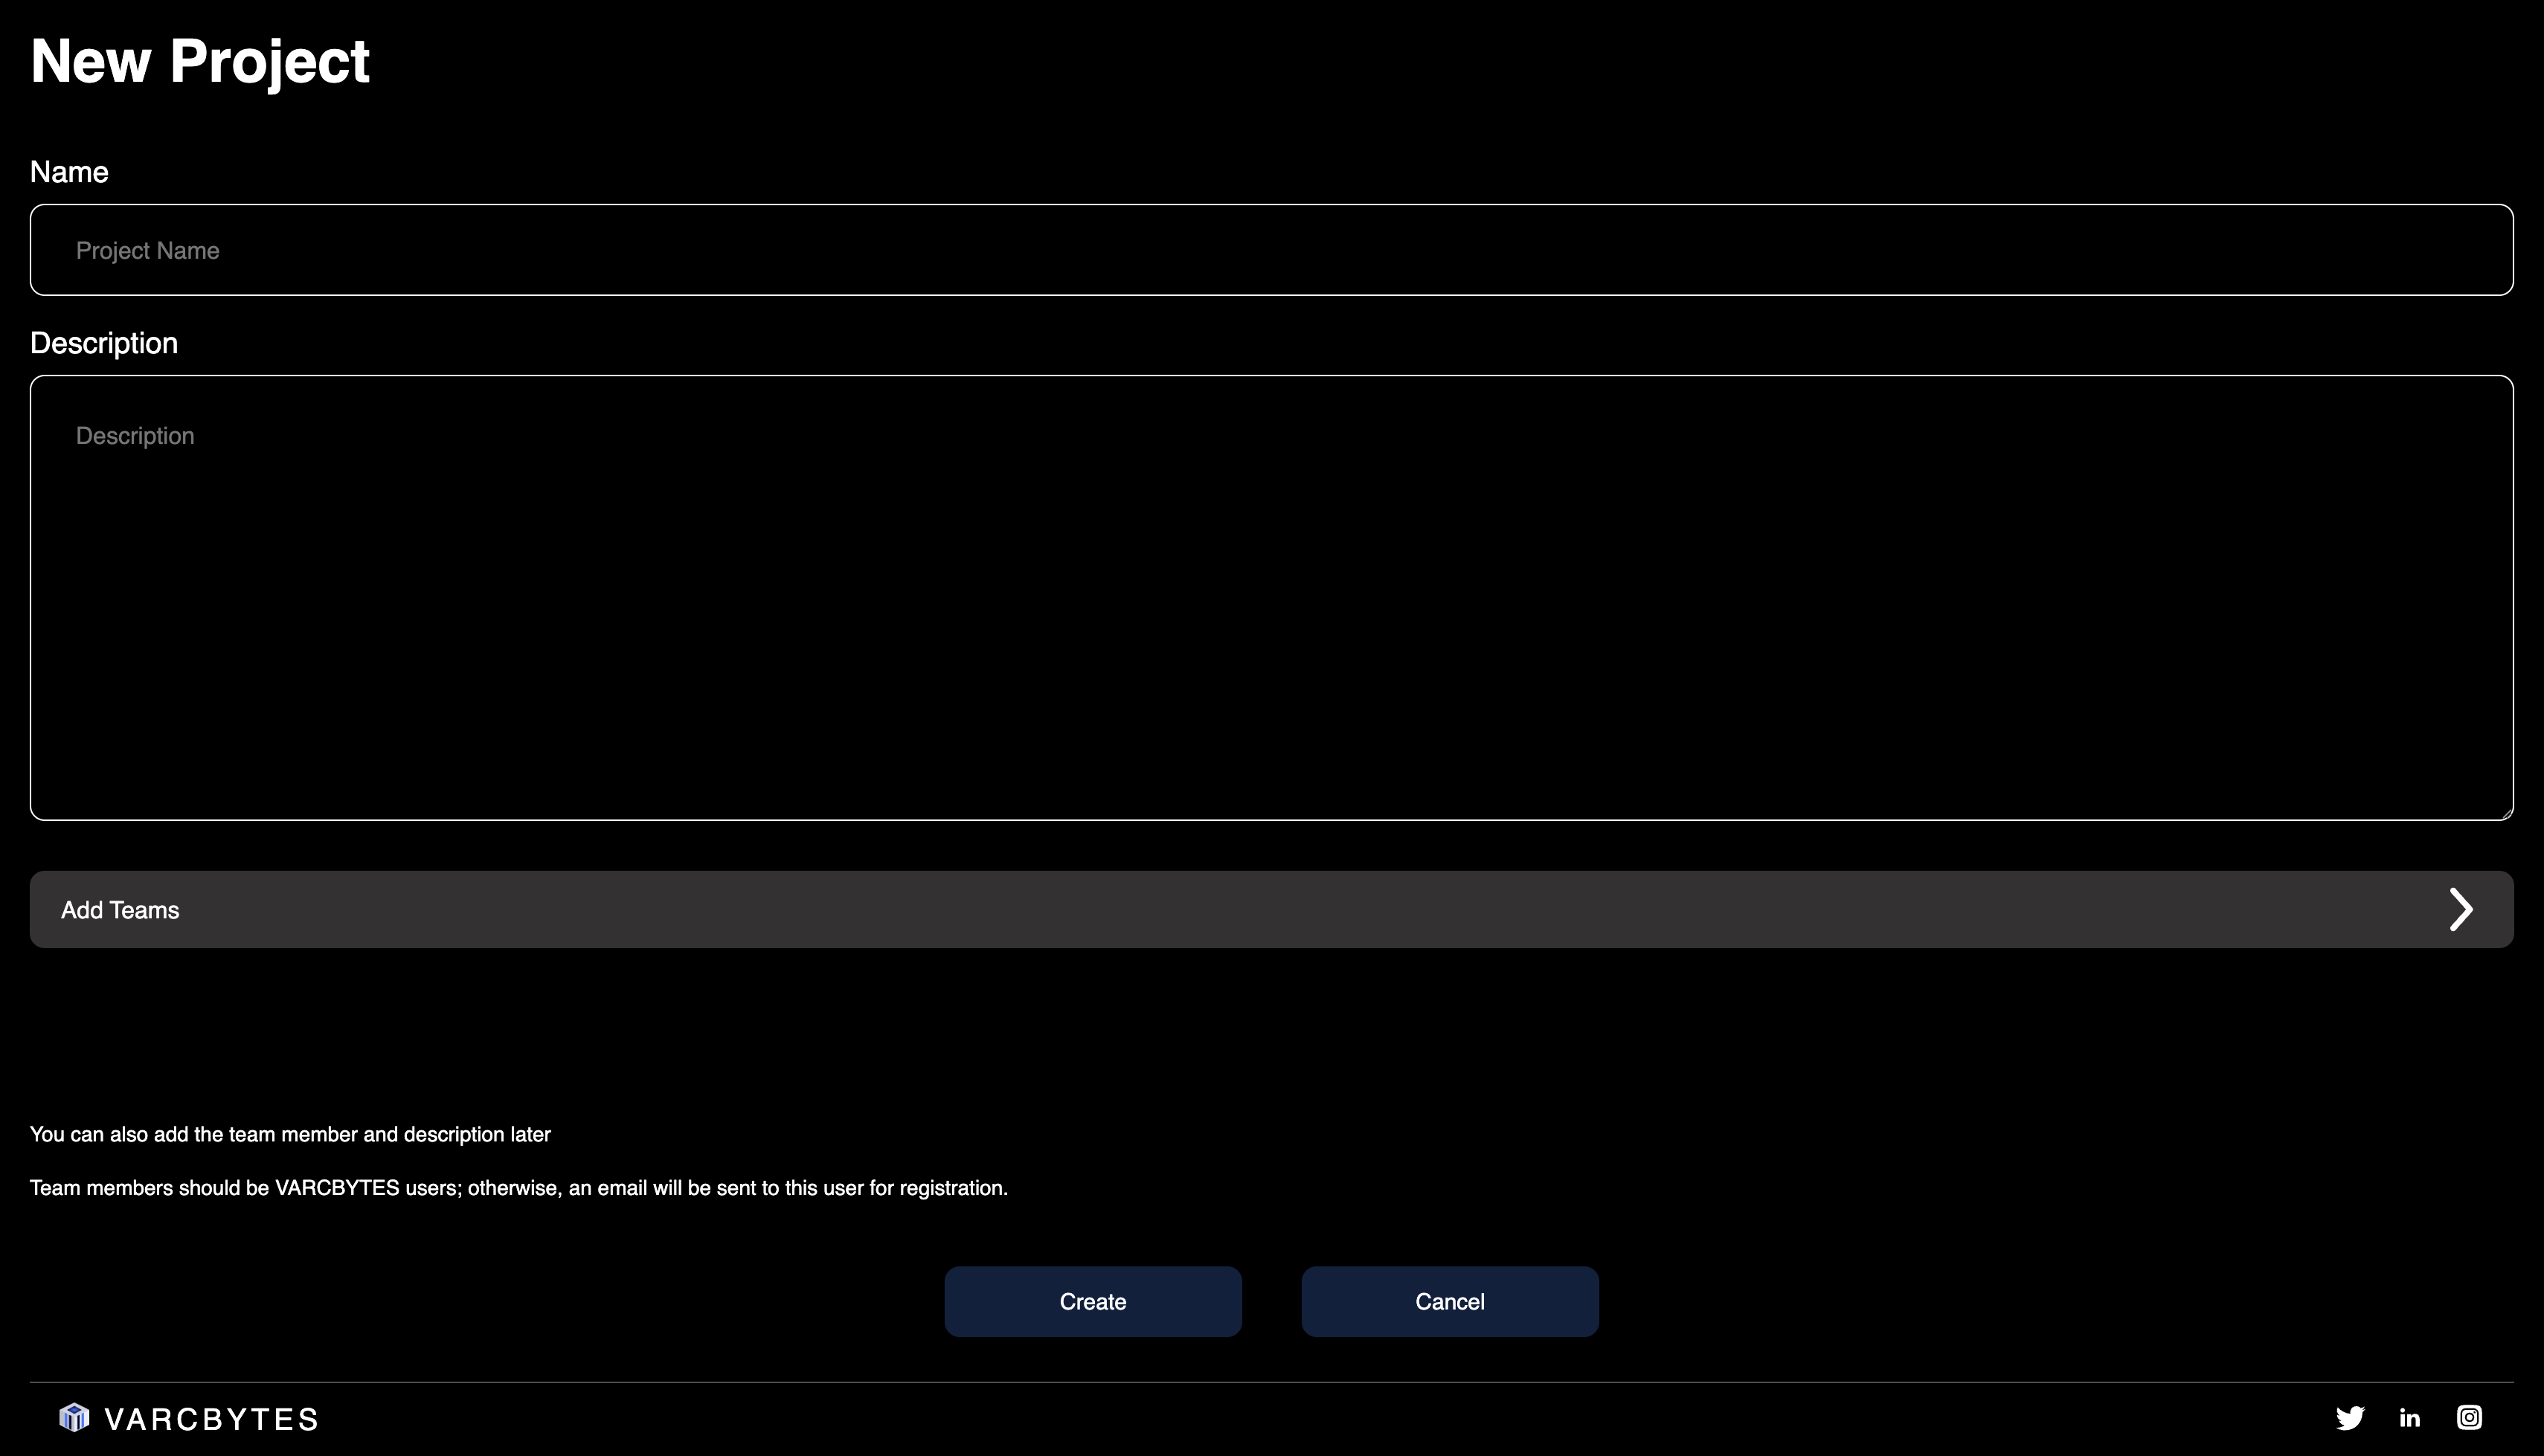 New Project
Name
Project Name
Description
Description
Add Teams
You can also add the team member and description later
Team members should be VARCBYTES users; otherwise, an email will be sent to this user for registration.
Create
Cancel
VARCBYTES
in